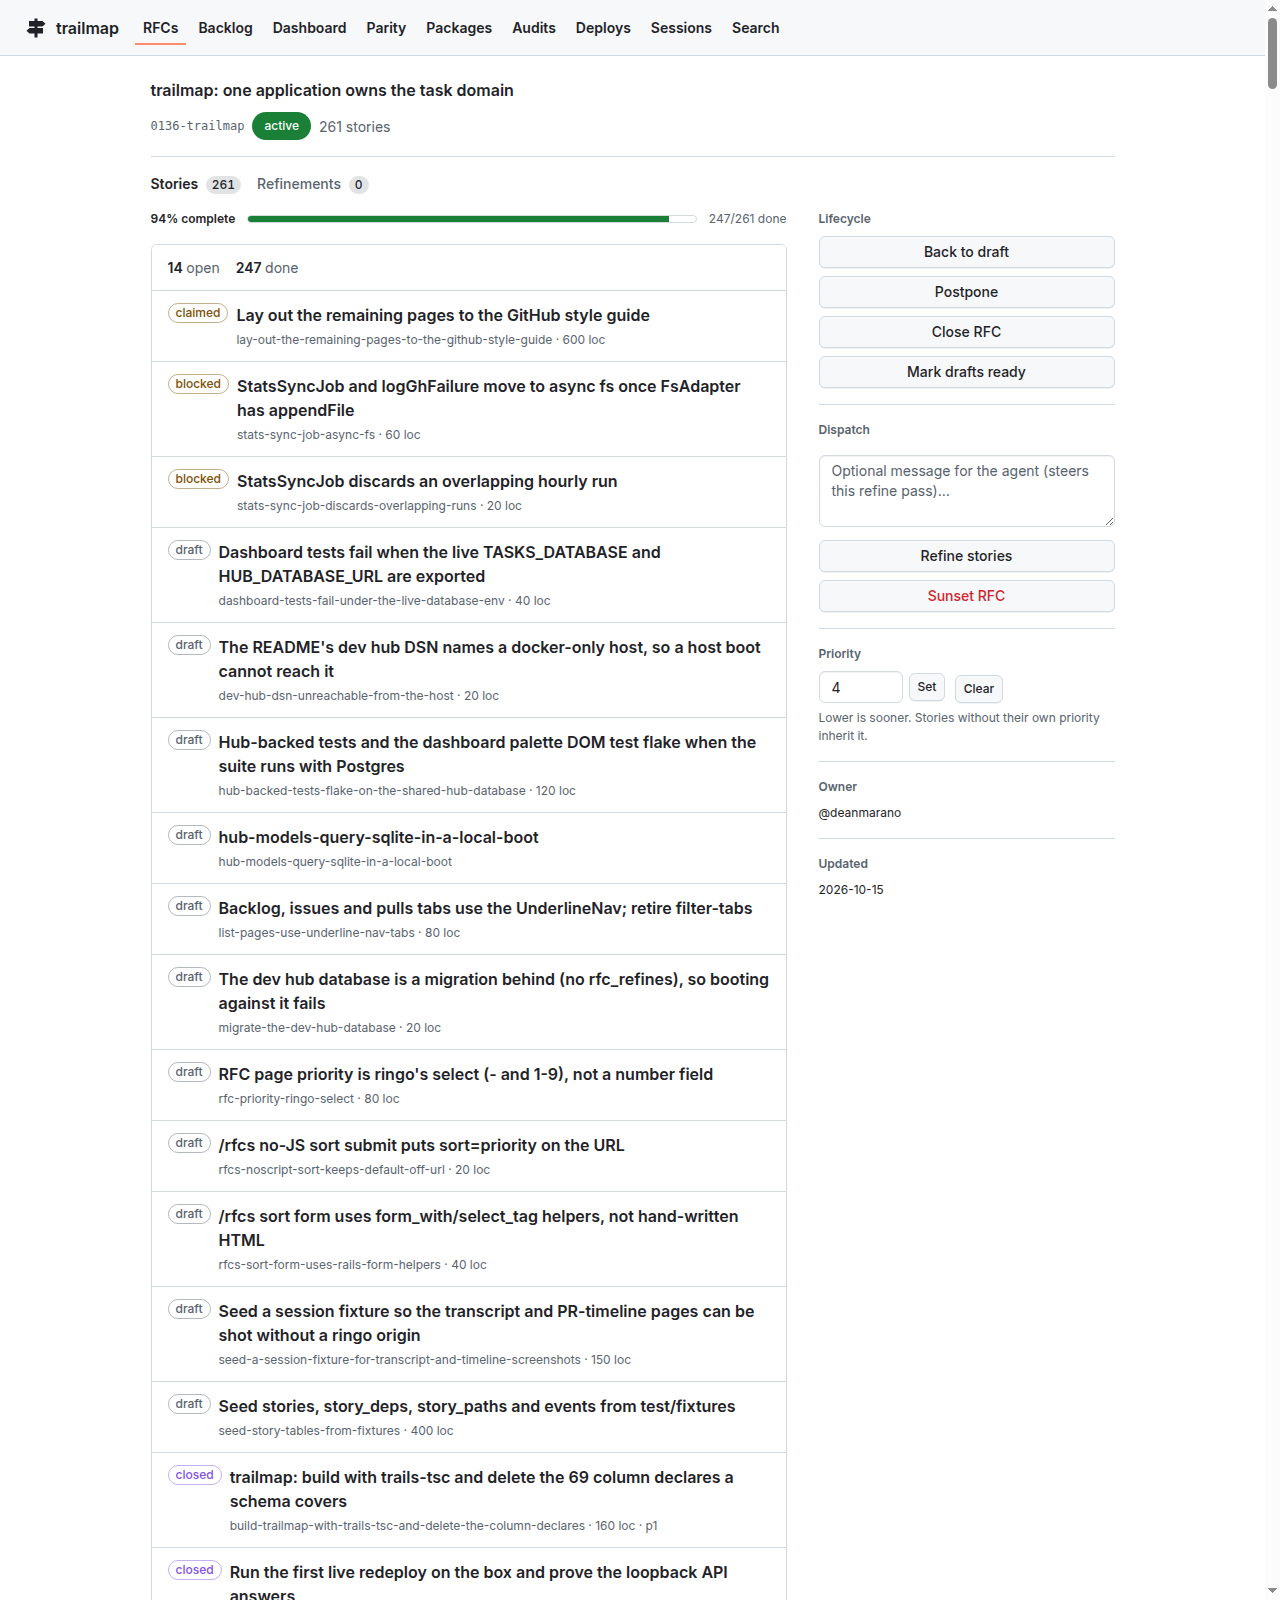 trailmap RFCs Backlog Dashboard Parity Packages Audits Deploys Sessions Search
trailmap: one application owns the task domain
0136-trailmap active 261 stories
Stories 261 Refinements 0
94% complete 247/261 done
14 open 247 done
claimed Lay out the remaining pages to the GitHub style guide
lay-out-the-remaining-pages-to-the-github-style-guide · 600 loc
blocked StatsSyncJob and logGhFailure move to async fs once FsAdapter
has appendFile
stats-sync-job-async-fs · 60 loc
blocked StatsSyncJob discards an overlapping hourly run
stats-sync-job-discards-overlapping-runs · 20 loc
draft Dashboard tests fail when the live TASKS_DATABASE and
HUB_DATABASE_URL are exported
dashboard-tests-fail-under-the-live-database-env · 40 loc
draft The README's dev hub DSN names a docker-only host, so a host boot
cannot reach it
dev-hub-dsn-unreachable-from-the-host · 20 loc
draft Hub-backed tests and the dashboard palette DOM test flake when the
suite runs with Postgres
hub-backed-tests-flake-on-the-shared-hub-database · 120 loc
draft hub-models-query-sqlite-in-a-local-boot
hub-models-query-sqlite-in-a-local-boot
draft Backlog, issues and pulls tabs use the UnderlineNav; retire filter-tabs
list-pages-use-underline-nav-tabs · 80 loc
draft The dev hub database is a migration behind (no rfc_refines), so booting
against it fails
migrate-the-dev-hub-database · 20 loc
draft RFC page priority is ringo's select (- and 1-9), not a number field
rfc-priority-ringo-select · 80 loc
draft /rfcs no-JS sort submit puts sort=priority on the URL
rfcs-noscript-sort-keeps-default-off-url · 20 loc
draft /rfcs sort form uses form_with/select_tag helpers, not hand-written
HTML
rfcs-sort-form-uses-rails-form-helpers · 40 loc
draft Seed a session fixture so the transcript and PR-timeline pages can be
shot without a ringo origin
seed-a-session-fixture-for-transcript-and-timeline-screenshots · 150 loc
draft Seed stories, story_deps, story_paths and events from test/fixtures
seed-story-tables-from-fixtures · 400 loc
closed trailmap: build with trails-tsc and delete the 69 column declares a
schema covers
build-trailmap-with-trails-tsc-and-delete-the-column-declares · 160 loc · p1
closed Run the first live redeploy on the box and prove the loopback API
answers
Lifecycle
Back to draft
Postpone
Close RFC
Mark drafts ready
Dispatch
Optional message for the agent (steers
this refine pass)...
Refine stories
Sunset RFC
Priority
4 Set Clear
Lower is sooner. Stories without their own priority
inherit it.
Owner
@deanmarano
Updated
2026-10-15